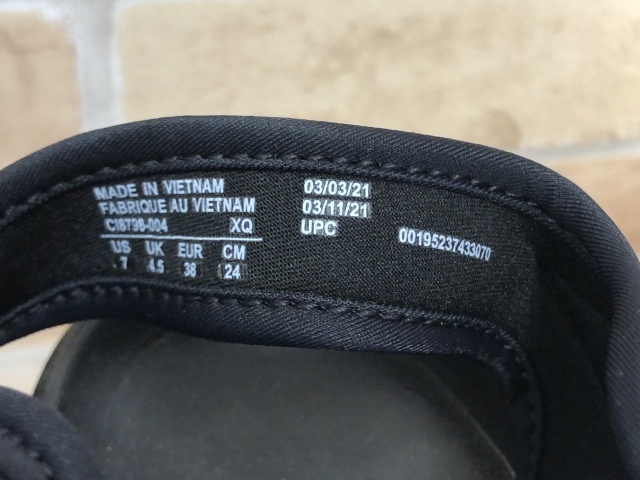 MADE IN VIETNAM 03/03/21
FABRIQUE AU VIETNAM 03/11/21
CI8798-004 XQ UPC 00195237433070
US UK EUR CM
7 4.5 38 24